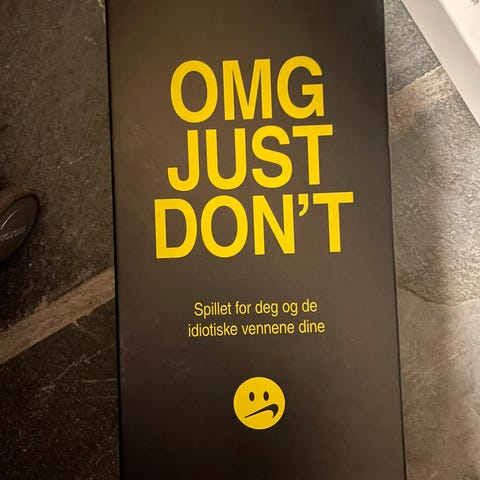 OMG
JUST
DON'T
Spillet for deg og de
idiotiske vennene dine